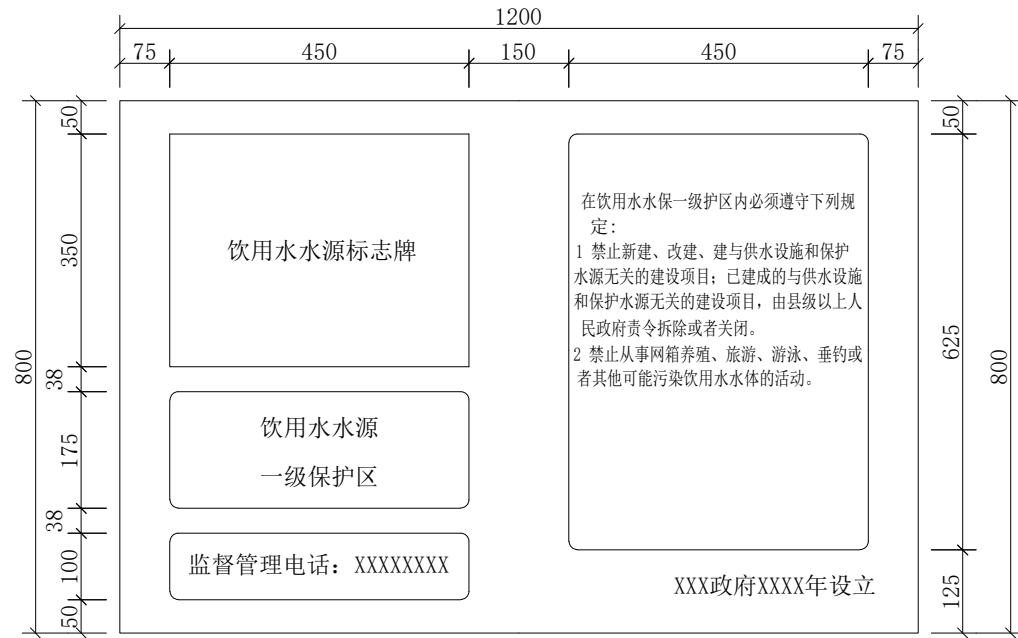 1200
75
450
150
450
75
50
350
38
175
38
100
50
800
饮用水水源标志牌
饮用水水源
一级保护区
监督管理电话：XXXXXXXX
在饮用水水保一级护区内必须遵守下列规
定：
1 禁止新建、改建、建与供水设施和保护
水源无关的建设项目；已建成的与供水设施
和保护水源无关的建设项目，由县级以上人
民政府责令拆除或者关闭。
2 禁止从事网箱养殖、旅游、游泳、垂钓或
者其他可能污染饮用水水体的活动。
XXX政府XXXX年设立
50
625
125
800